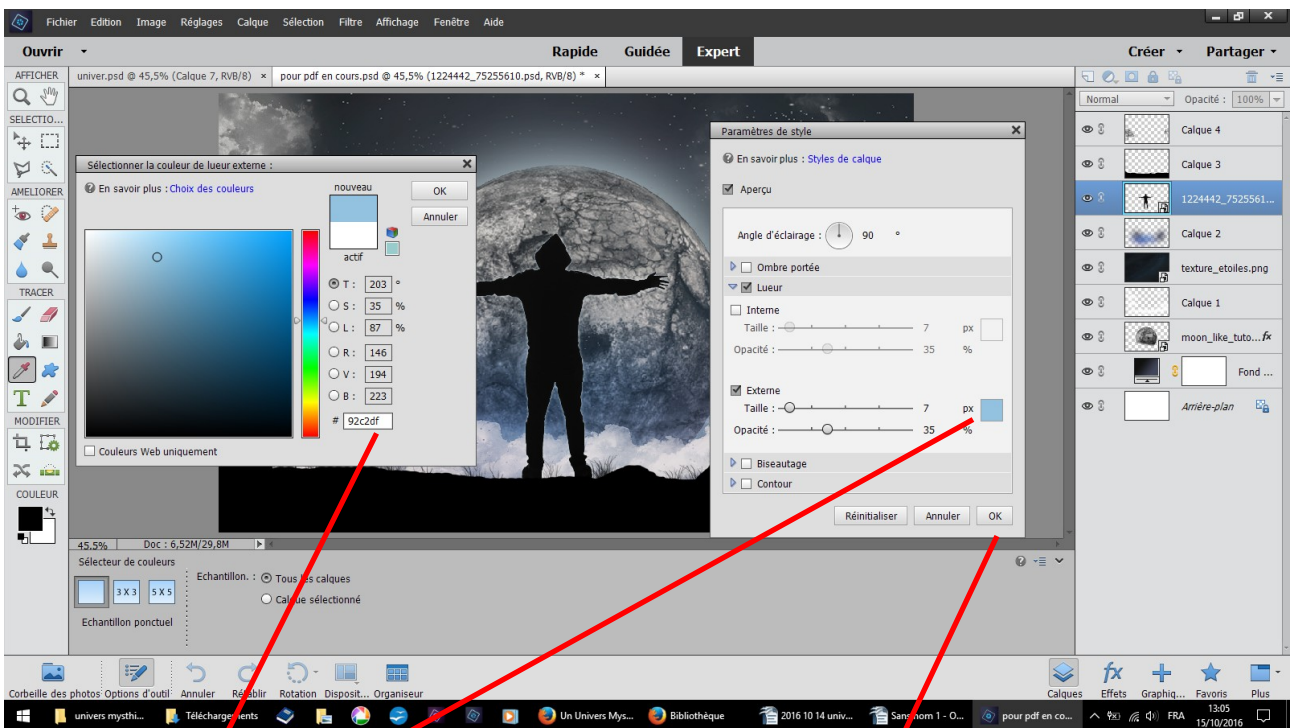 Fichier Edition Image Réglages Calque Sélection Filtre Affichage Fenêtre Aide
Ouvrir Rapide Guidée Expert Créer Partager
AFFICHER
univer.psd @ 45,5% (Calque 7, RVB/8) × pour pdf en cours.psd @ 45,5% (1224442_75255610.psd, RVB/8) * ×
SELECTIO...
AMELIORER
TRACER
MODIFIER
COULEUR
Sélectionner la couleur de lueur externe :
En savoir plus : Choix des couleurs
nouveau
OK
Annuler
actif
T : 203 °
S : 35 %
L : 87 %
R : 146
V : 194
B : 223
# 92c2df
Couleurs Web uniquement
Paramètres de style
En savoir plus : Styles de calque
Aperçu
Angle d'éclairage : 90 °
Ombre portée
Lueur
Interne
Taille : 7 px
Opacité : 35 %
Externe
Taille : 7 px
Opacité : 35 %
Biseautage
Contour
Réinitialiser Annuler OK
Normal Opacité : 100%
Calque 4
Calque 3
1224442_7525561...
Calque 2
texture_etoiles.png
Calque 1
moon_like_tuto... fx
Fond ...
Arrière-plan
45,5% Doc : 6,52M/29,8M
Sélecteur de couleurs
3 X 3 5 X 5
Echantillon ponctuel
Echantillon. : Tous les calques
Calque sélectionné
Corbeille des photos Options d'outil Annuler Rétablir Rotation Disposit... Organiseur
Calques Effets Graphiq... Favoris Plus
univers mysthi... Téléchargements Un Univers Mys... Bibliothèque 2016 10 14 univ... Sans nom 1 - O... pour pdf en co... FRA
13:05
15/10/2016